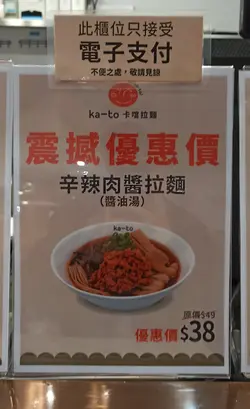 此櫃位只接受
電子支付
不便之處，敬請見諒
ka-to 卡嗱拉麵
震撼優惠價
辛辣肉醬拉麵
(醬油湯)
ka-to
原價$49
優惠價$38